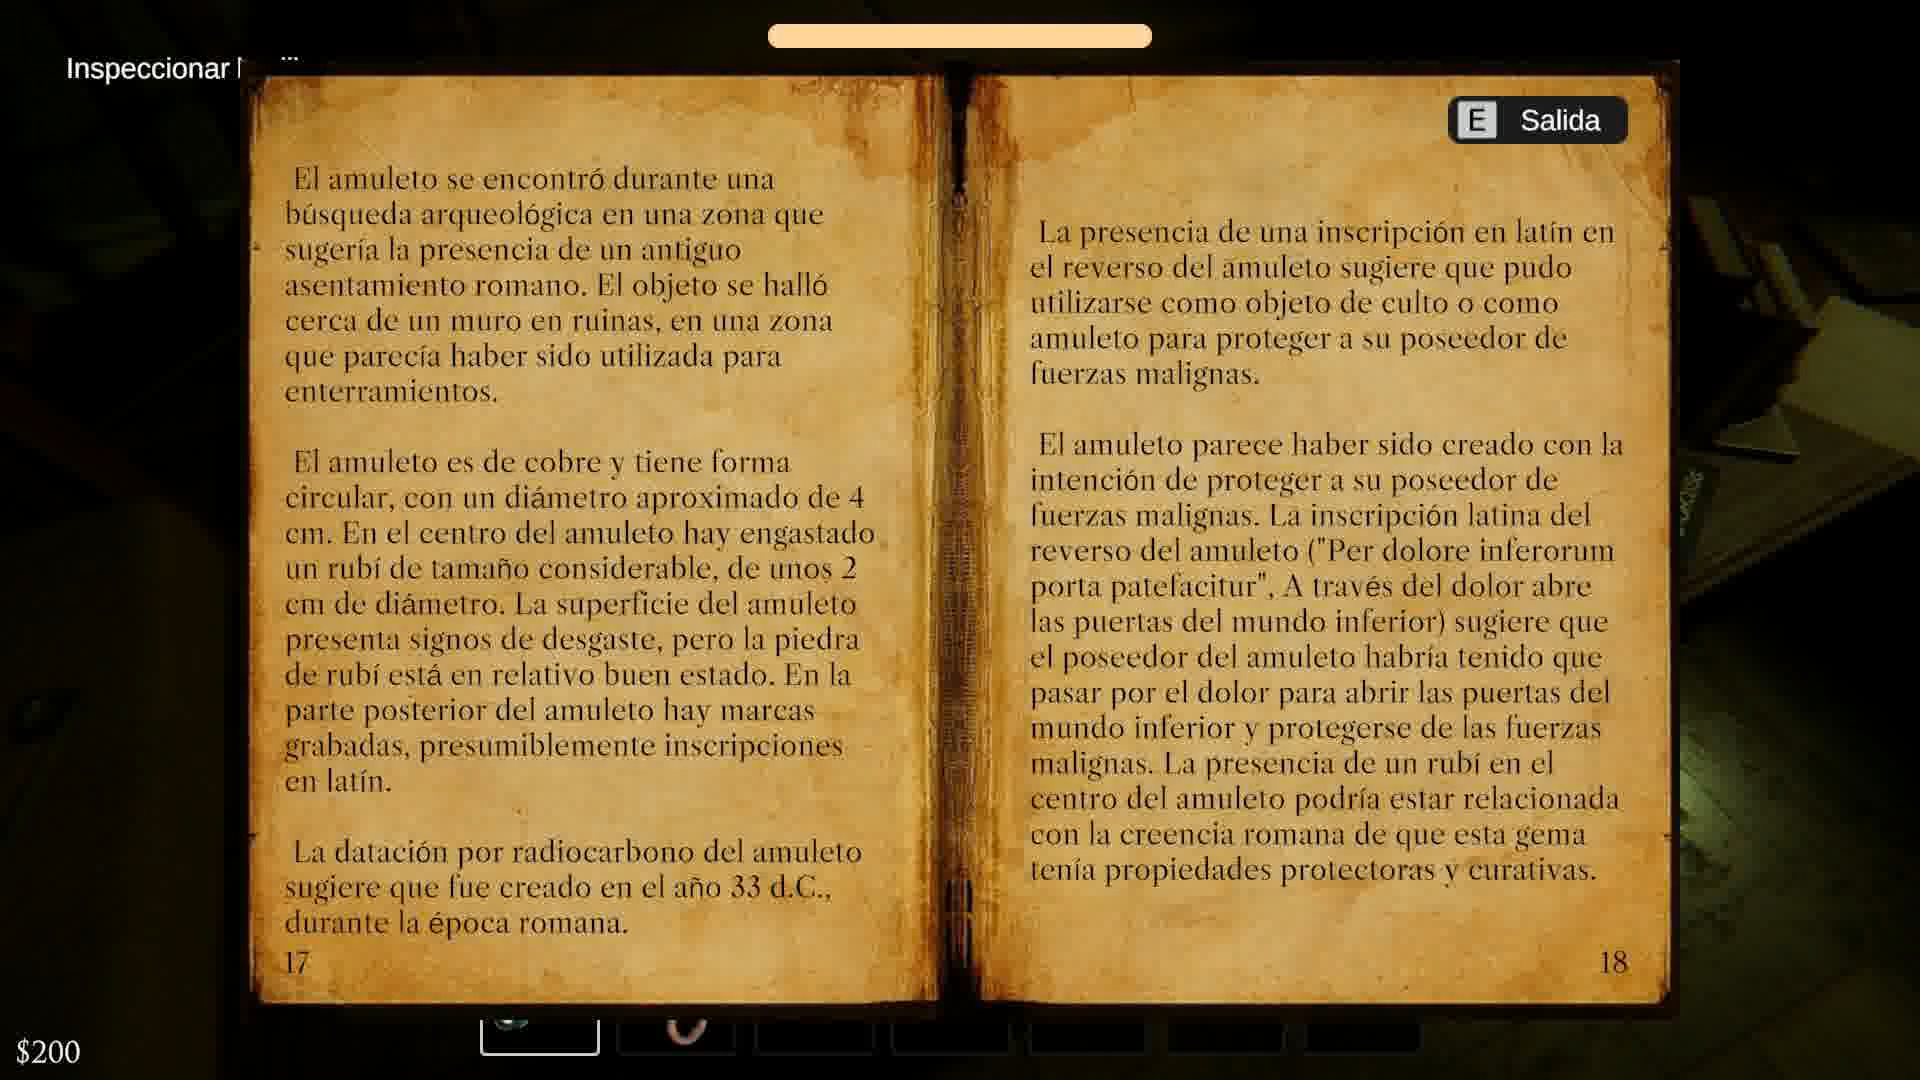 Inspeccionar
E Salida
El amuleto se encontró durante una
búsqueda arqueológica en una zona que
sugería la presencia de un antiguo
asentamiento romano. El objeto se halló
cerca de un muro en ruinas, en una zona
que parecía haber sido utilizada para
enterramientos.
El amuleto es de cobre y tiene forma
circular, con un diámetro aproximado de 4
cm. En el centro del amuleto hay engastado
un rubí de tamaño considerable, de unos 2
cm de diámetro. La superficie del amuleto
presenta signos de desgaste, pero la piedra
de rubí está en relativo buen estado. En la
parte posterior del amuleto hay marcas
grabadas, presumiblemente inscripciones
en latín.
La datación por radiocarbono del amuleto
sugiere que fue creado en el año 33 d.C.,
durante la época romana.
17
La presencia de una inscripción en latín en
el reverso del amuleto sugiere que pudo
utilizarse como objeto de culto o como
amuleto para proteger a su poseedor de
fuerzas malignas.
El amuleto parece haber sido creado con la
intención de proteger a su poseedor de
fuerzas malignas. La inscripción latina del
reverso del amuleto ("Per dolore inferorum
porta patefacitur", A través del dolor abre
las puertas del mundo inferior) sugiere que
el poseedor del amuleto habría tenido que
pasar por el dolor para abrir las puertas del
mundo inferior y protegerse de las fuerzas
malignas. La presencia de un rubí en el
centro del amuleto podría estar relacionada
con la creencia romana de que esta gema
tenía propiedades protectoras y curativas.
18
$200